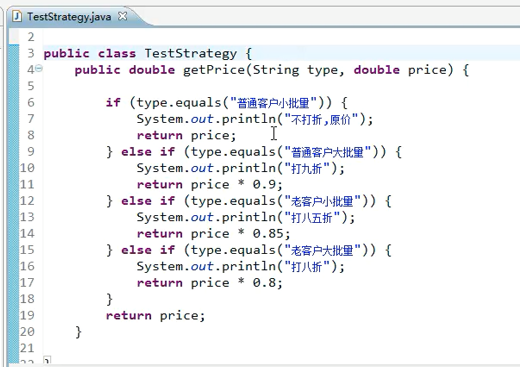 TestStrategy.java
2
3 public class TestStrategy {
4 public double getPrice(String type, double price) {
5
6 if (type.equals("普通客户小批量")) {
7 System.out.println("不打折,原价");
8 return price;
9 } else if (type.equals("普通客户大批量")) {
10 System.out.println("打九折");
11 return price * 0.9;
12 } else if (type.equals("老客户小批量")) {
13 System.out.println("打八五折");
14 return price * 0.85;
15 } else if (type.equals("老客户大批量")) {
16 System.out.println("打八折");
17 return price * 0.8;
18 }
19 return price;
20 }
21